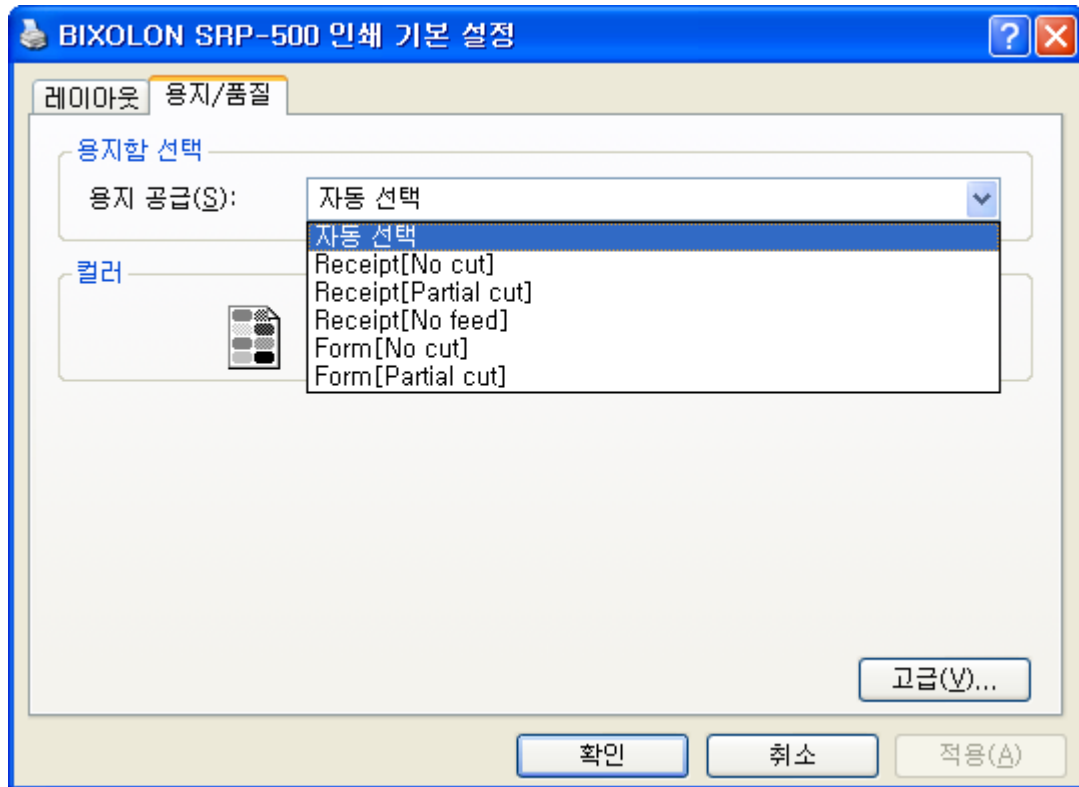 BIXOLON SRP-500 인쇄 기본 설정
레이아웃 용지/품질
용지함 선택
용지 공급(S): 자동 선택
자동 선택
Receipt[No cut]
Receipt[Partial cut]
Receipt[No feed]
Form[No cut]
Form[Partial cut]
컬러
고급(V)...
확인 취소 적용(A)